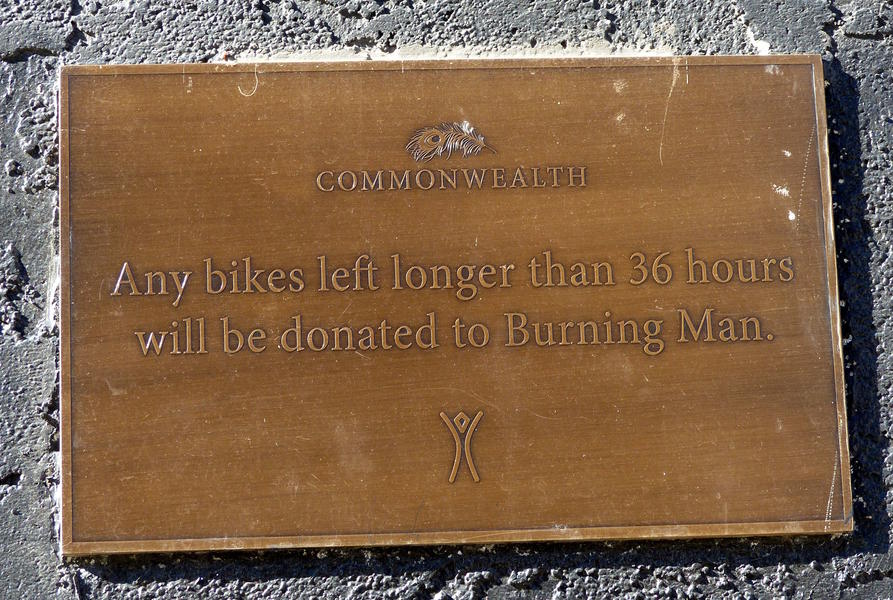 COMMONWEALTH
Any bikes left longer than 36 hours
will be donated to Burning Man.